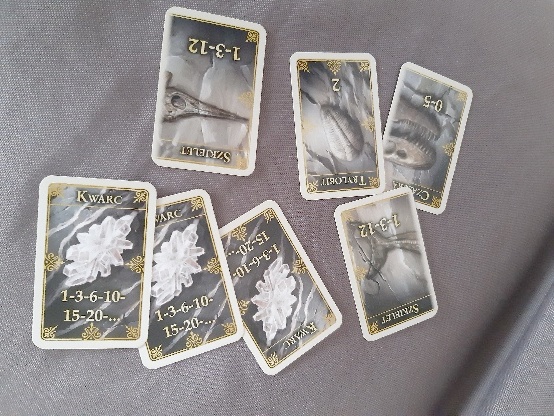 1-3-12
SZKIELET
2
TRYLOBIT
0-5
KWARC
1-3-6-10-
15-20-...
KWARC
1-3-6-10-
15-20-...
KWARC
1-3-6-10-
15-20-...
1-3-12
SZKIELET